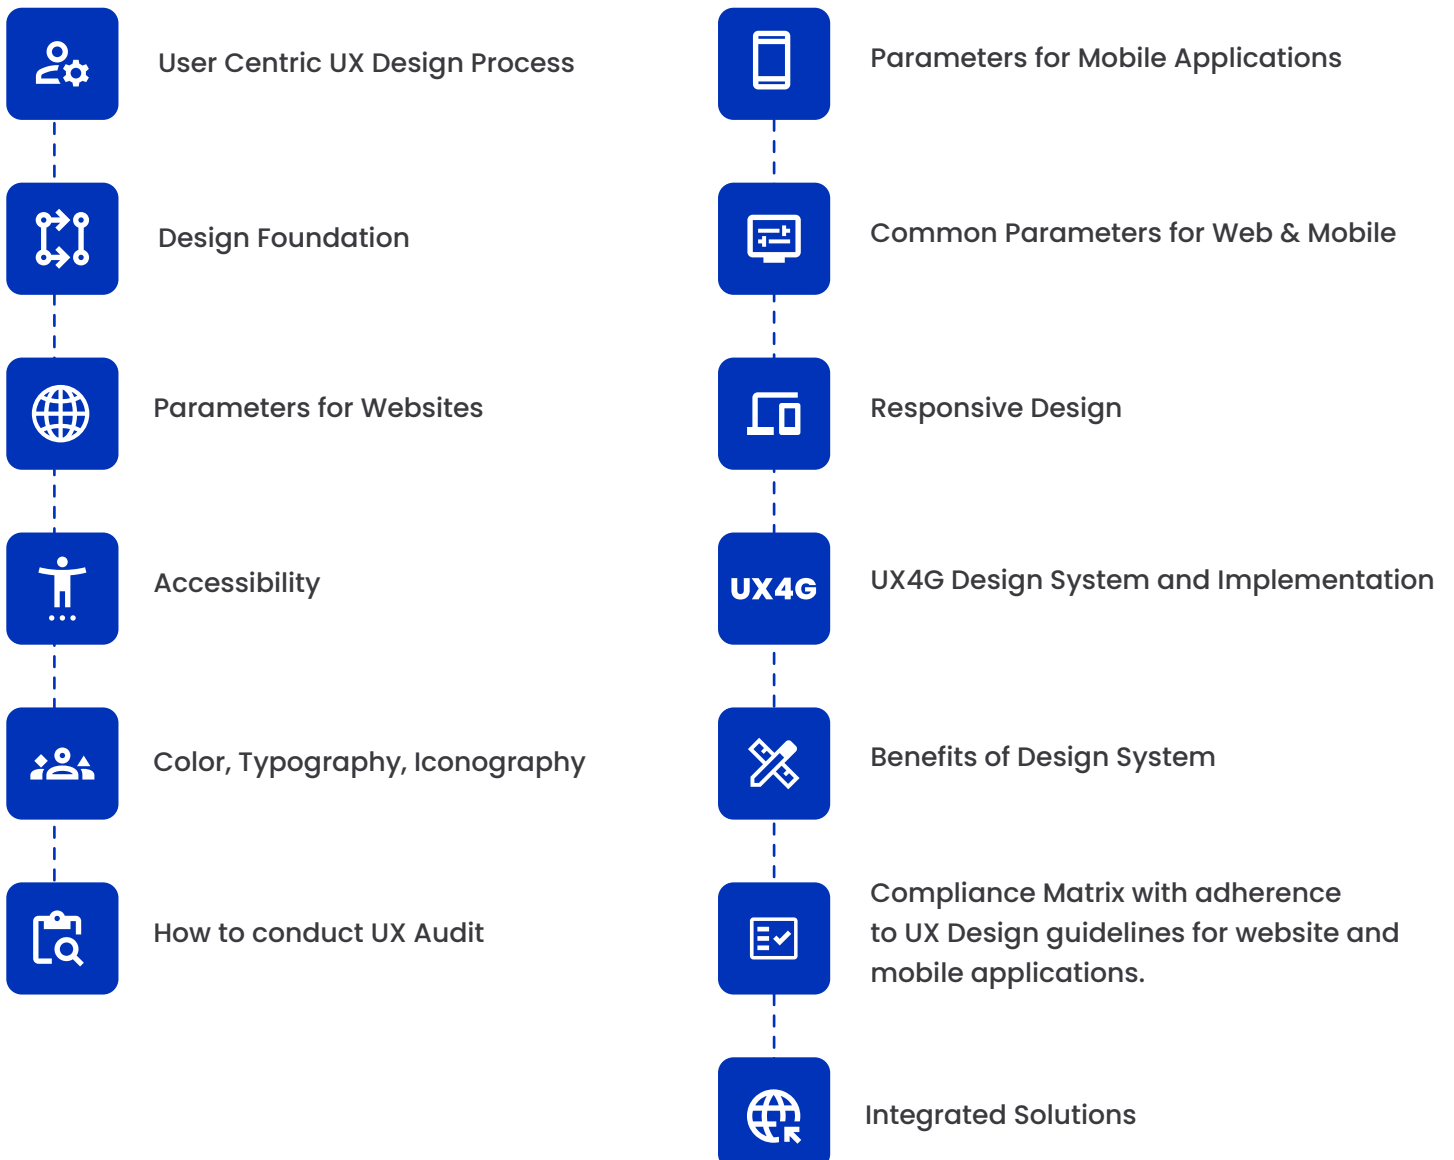 User Centric UX Design Process
Design Foundation
Parameters for Websites
Accessibility
Color, Typography, Iconography
How to conduct UX Audit
Parameters for Mobile Applications
Common Parameters for Web & Mobile
Responsive Design
UX4G
UX4G Design System and Implementation
Benefits of Design System
Compliance Matrix with adherence
to UX Design guidelines for website and
mobile applications.
Integrated Solutions